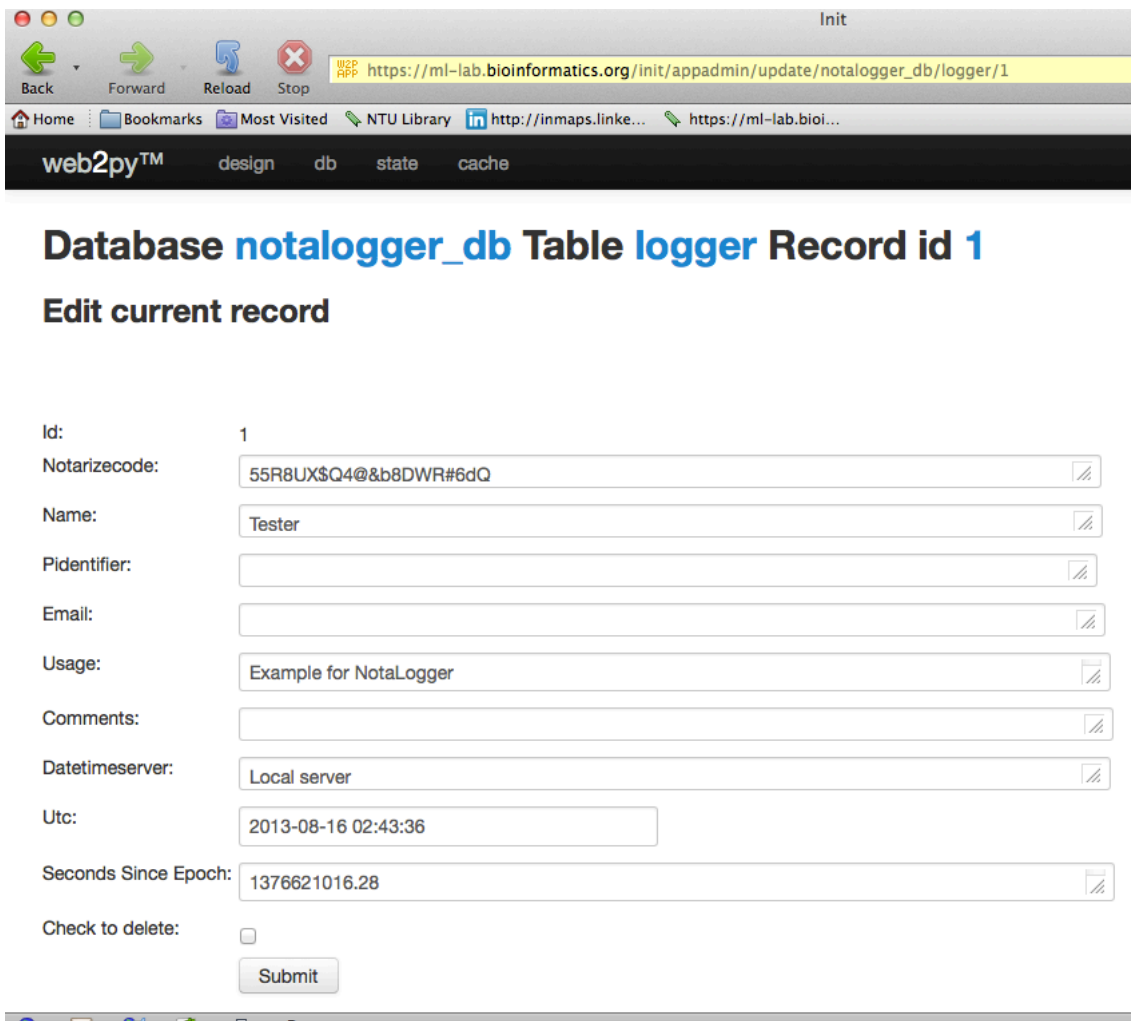 Init
Back Forward Reload Stop
W2P APP https://ml-lab.bioinformatics.org/init/appadmin/update/notalogger_db/logger/1
Home Bookmarks Most Visited NTU Library in http://inmaps.linke... https://ml-lab.bioi...
web2py™ design db state cache
Database notalogger_db Table logger Record id 1
Edit current record
Id: 1
Notarizecode: 55R8UX$Q4@&b8DWR#6dQ
Name: Tester
Pidentifier:
Email:
Usage: Example for NotaLogger
Comments:
Datetimeserver: Local server
Utc: 2013-08-16 02:43:36
Seconds Since Epoch: 1376621016.28
Check to delete:
Submit